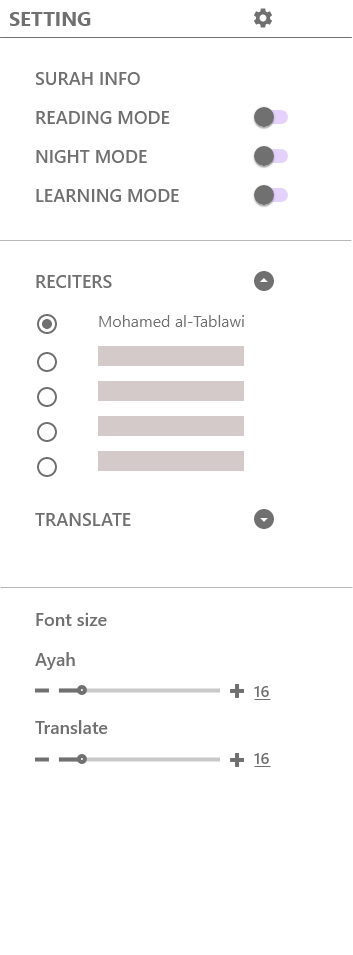 SETTING
SURAH INFO
READING MODE
NIGHT MODE
LEARNING MODE
RECITERS
Mohamed al-Tablawi
TRANSLATE
Font size
Ayah
16
Translate
16